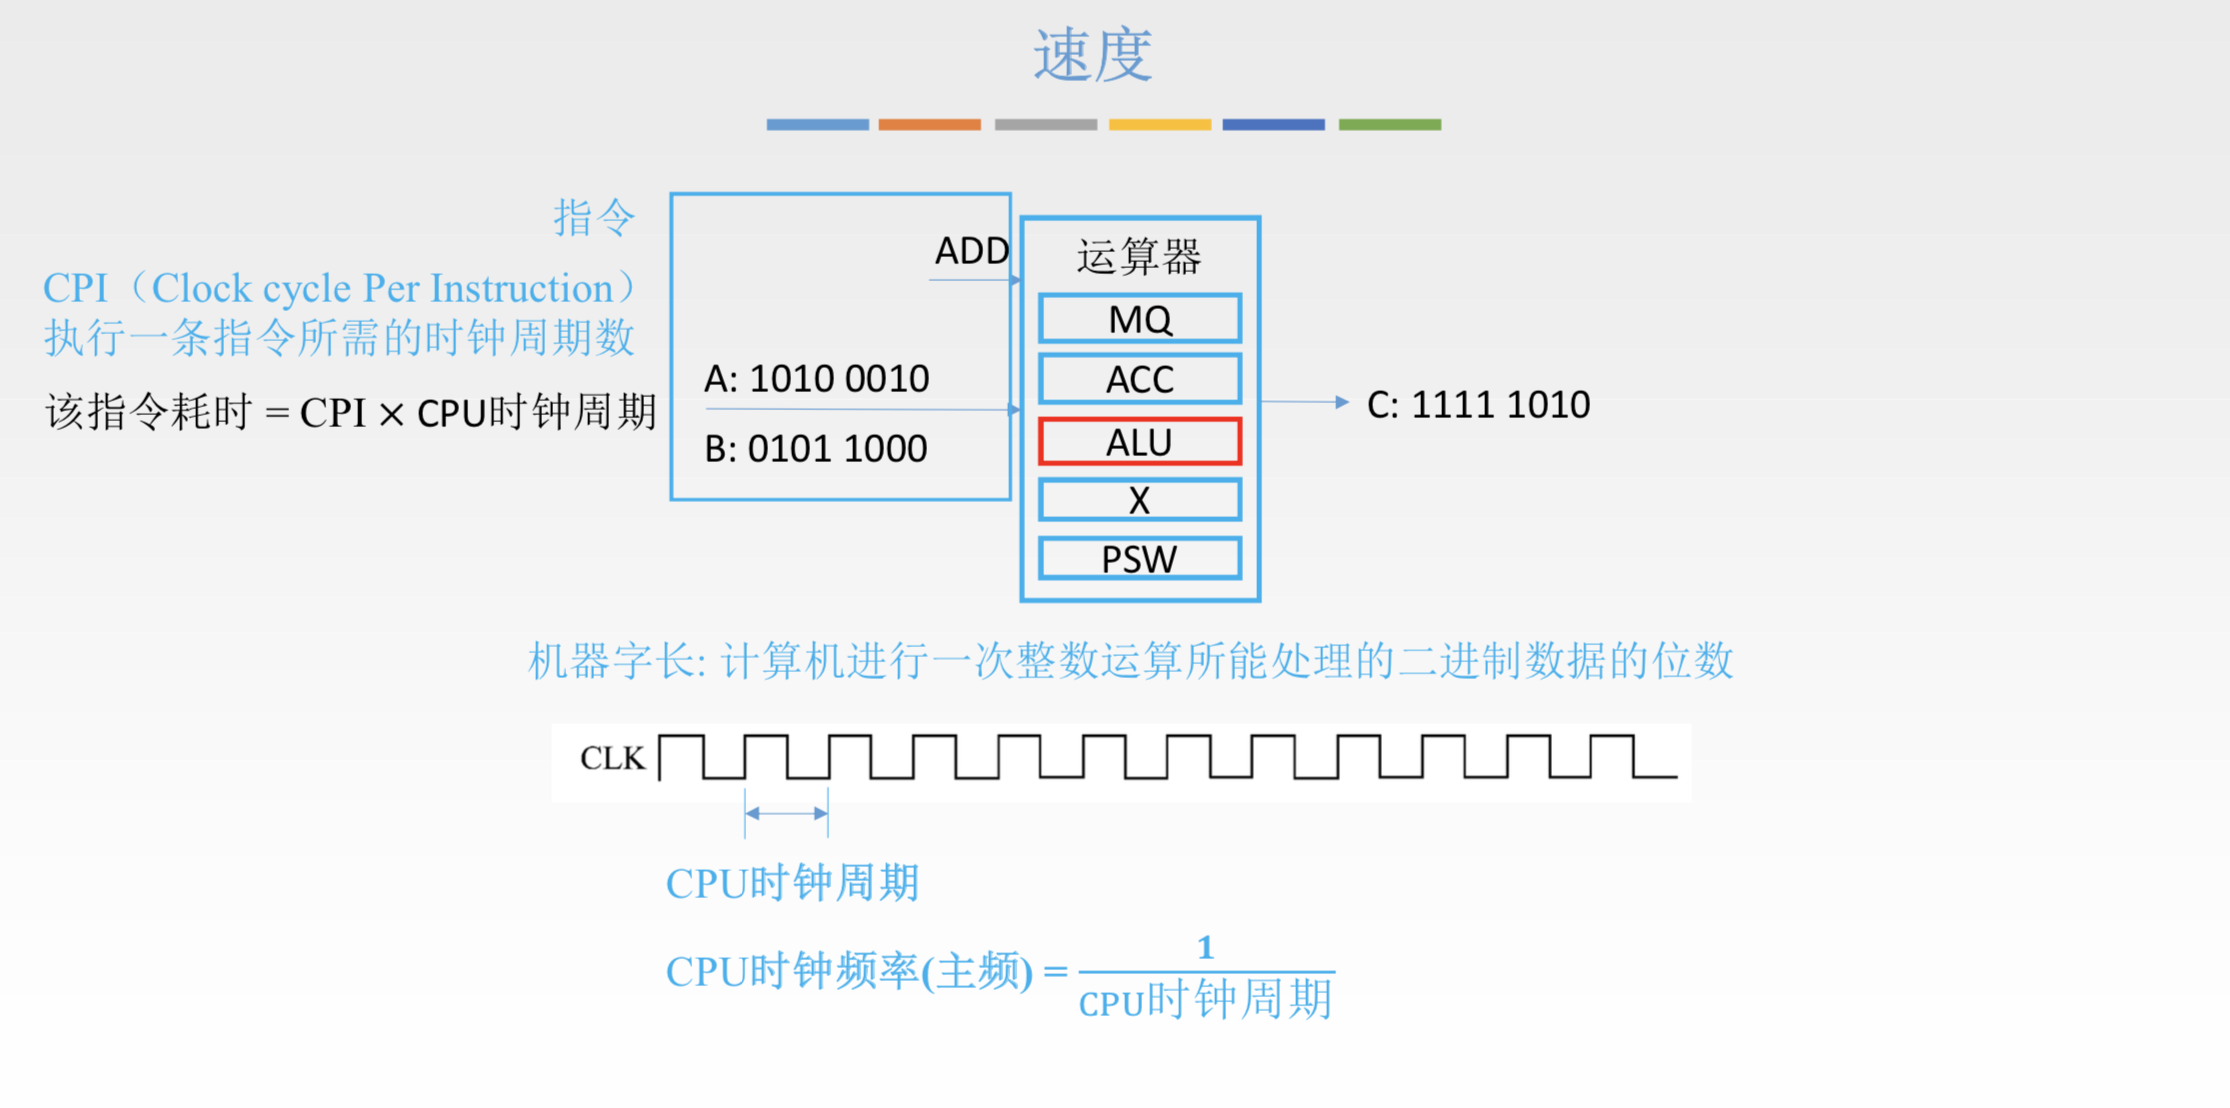 速度
指令
CPI（Clock cycle Per Instruction）
执行一条指令所需的时钟周期数
该指令耗时 = CPI × CPU时钟周期
ADD
A: 1010 0010
B: 0101 1000
运算器
MQ
ACC
ALU
X
PSW
C: 1111 1010
机器字长: 计算机进行一次整数运算所能处理的二进制数据的位数
CLK
CPU时钟周期
CPU时钟频率(主频) = 1
CPU时钟周期